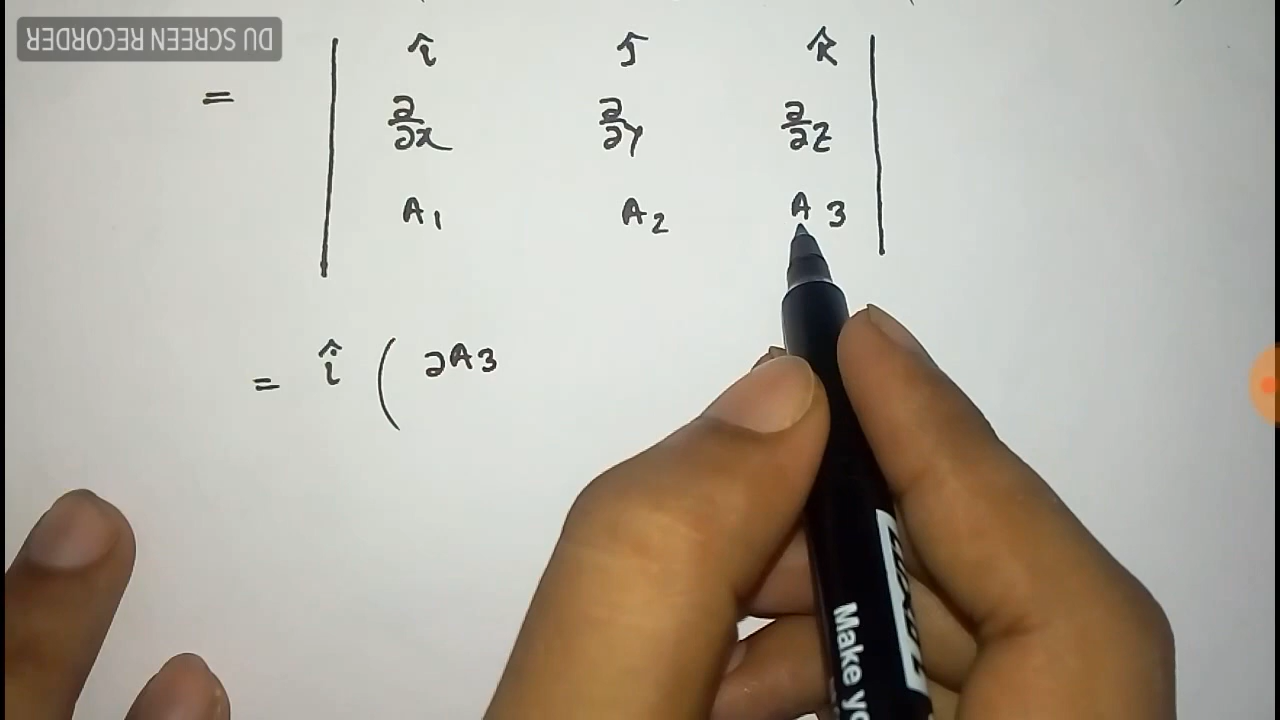 DU SCREEN RECORDER
î ĵ k̂
= ∂/∂x ∂/∂y ∂/∂z
A1 A2 A3
= î ( ∂A3
Make yo